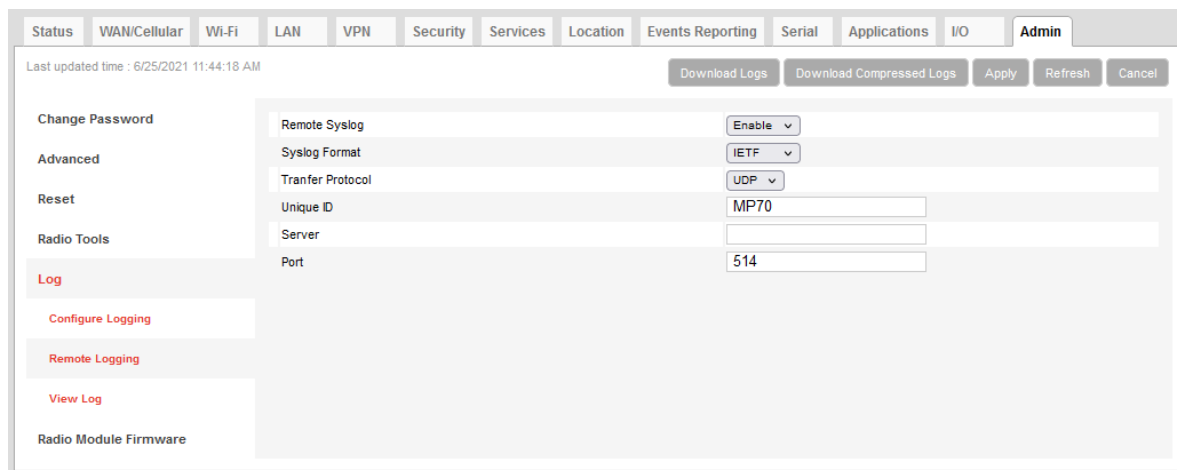 Status WAN/Cellular Wi-Fi LAN VPN Security Services Location Events Reporting Serial Applications I/O Admin
Last updated time : 6/25/2021 11:44:18 AM
Download Logs Download Compressed Logs Apply Refresh Cancel
Change Password
Advanced
Reset
Radio Tools
Log
Configure Logging
Remote Logging
View Log
Radio Module Firmware
Remote Syslog Enable
Syslog Format IETF
Tranfer Protocol UDP
Unique ID MP70
Server
Port 514